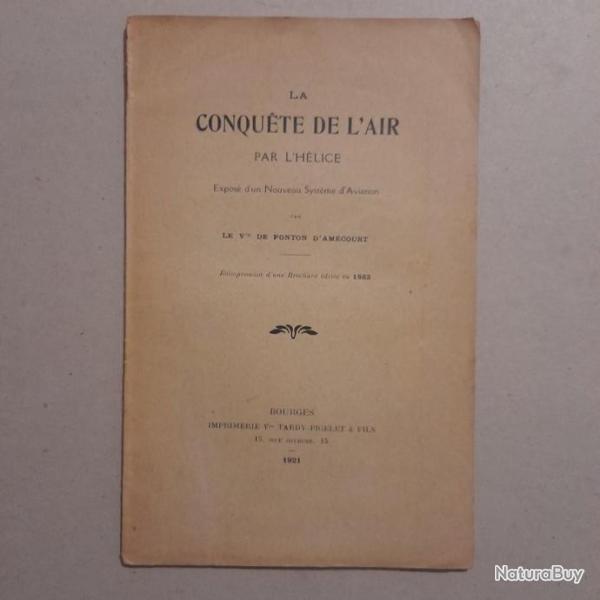 LA
CONQUÊTE DE L'AIR
PAR L'HÉLICE
Exposé d'un Nouveau Système d'Aviation
PAR
LE Vte DE PONTON D'AMÉCOURT
Réimpression d'une Brochure éditée en 1863
BOURGES
IMPRIMERIE Vve TARDY-PIGELET & FILS
15, RUE JOYEUSE, 15
1921
NaturaBuy